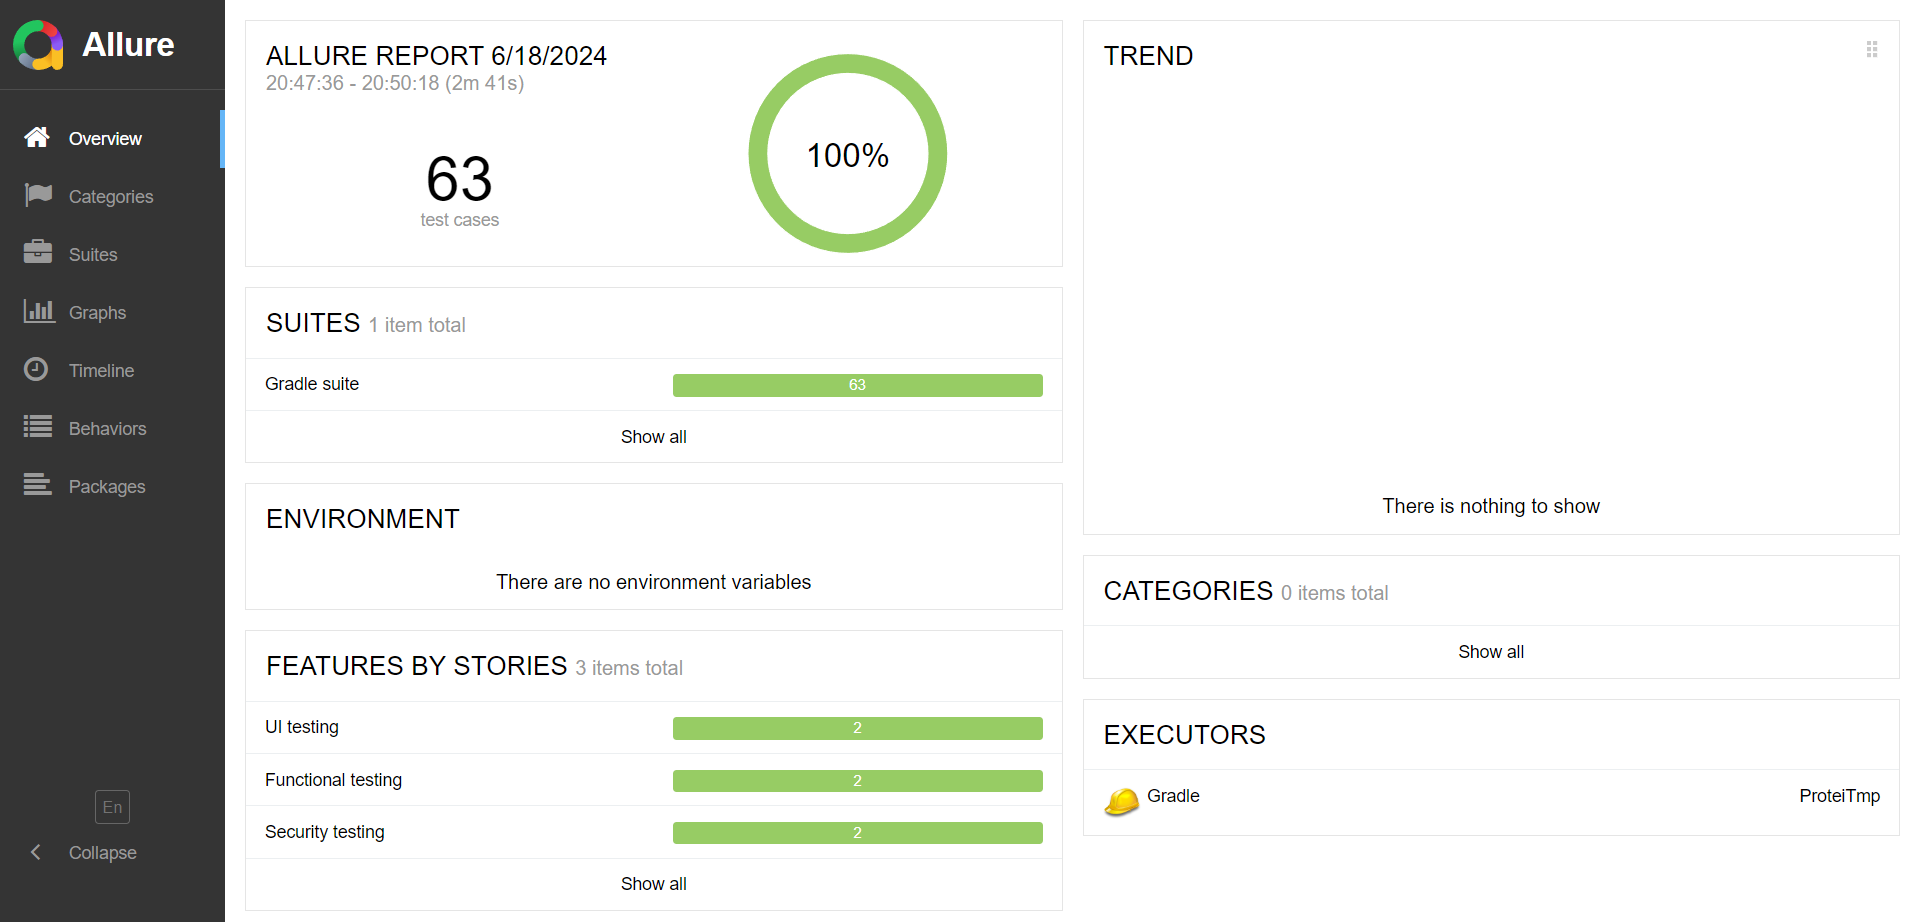 Allure
Overview
Categories
Suites
Graphs
Timeline
Behaviors
Packages
En
Collapse
ALLURE REPORT 6/18/2024
20:47:36 - 20:50:18 (2m 41s)
63
test cases
100%
SUITES 1 item total
Gradle suite 63
Show all
ENVIRONMENT
There are no environment variables
FEATURES BY STORIES 3 items total
UI testing 2
Functional testing 2
Security testing 2
Show all
TREND
There is nothing to show
CATEGORIES 0 items total
Show all
EXECUTORS
Gradle ProteiTmp